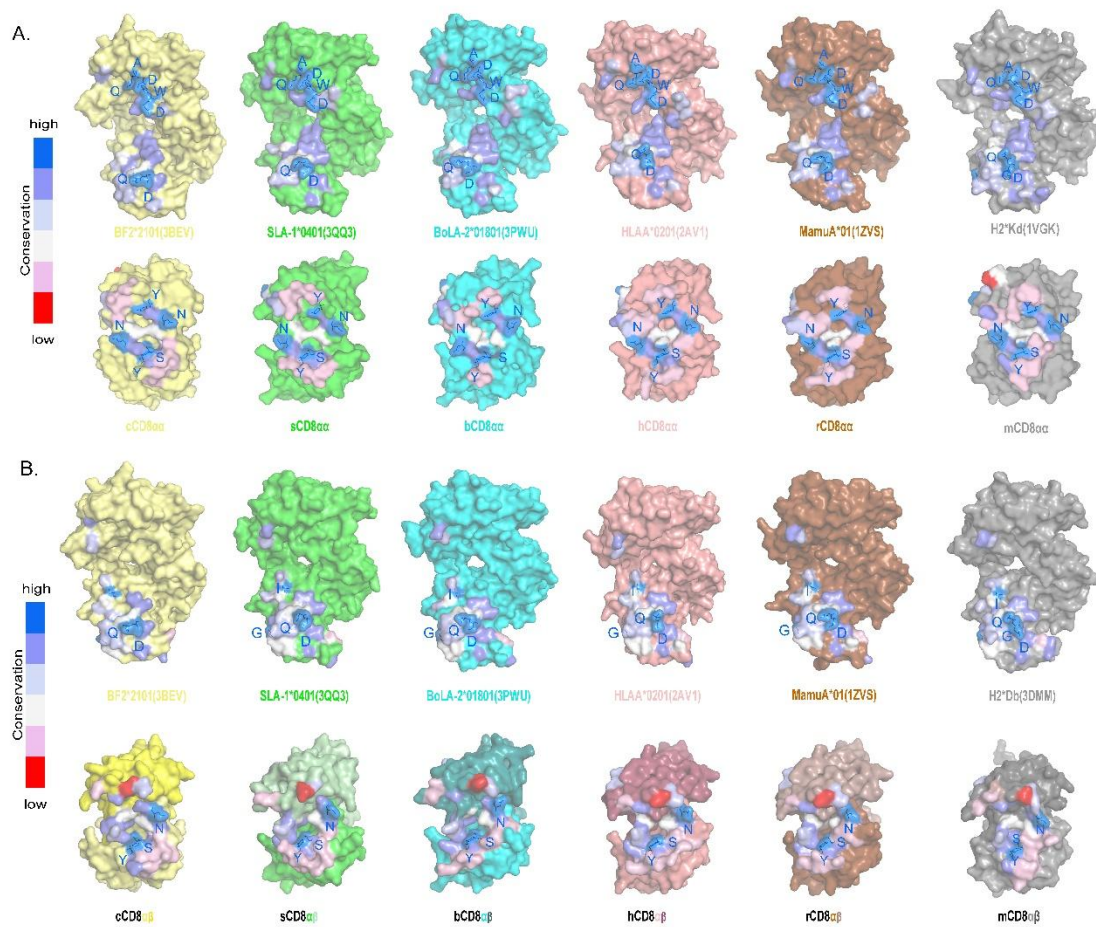 A.
high
Conservation
low
A
Q D
W
D
Q
D
A
Q D
W
D
Q
D
A
Q D
W
D
Q
D
A
Q D
W
D
Q
D
A
Q D
W
D
Q
D
A
Q D
W
D
Q
D
BF2*2101(3BEV) SLA-1*0401(3QQ3) BoLA-2*01801(3PWU) HLAA*0201(2AV1) MamuA*01(1ZVS) H2*Kd(1VGK)
Y
N N
S
Y
Y
N N
S
Y
Y
N N
S
Y
Y
N N
S
Y
Y
N N
S
Y
Y
N N
S
Y
cCD8αα sCD8αα bCD8αα hCD8αα rCD8αα mCD8αα
B.
high
Conservation
low
Q
D
I
G Q
D
I
G Q
D
I
G Q
D
I
G Q
D
I
Q
G
D
BF2*2101(3BEV) SLA-1*0401(3QQ3) BoLA-2*01801(3PWU) HLAA*0201(2AV1) MamuA*01(1ZVS) H2*Db(3DMM)
N
Y S
N
Y S
N
Y S
N
Y S
N
Y S
N
S
Y
cCD8αβ sCD8αβ bCD8αβ hCD8αβ rCD8αβ mCD8αβ